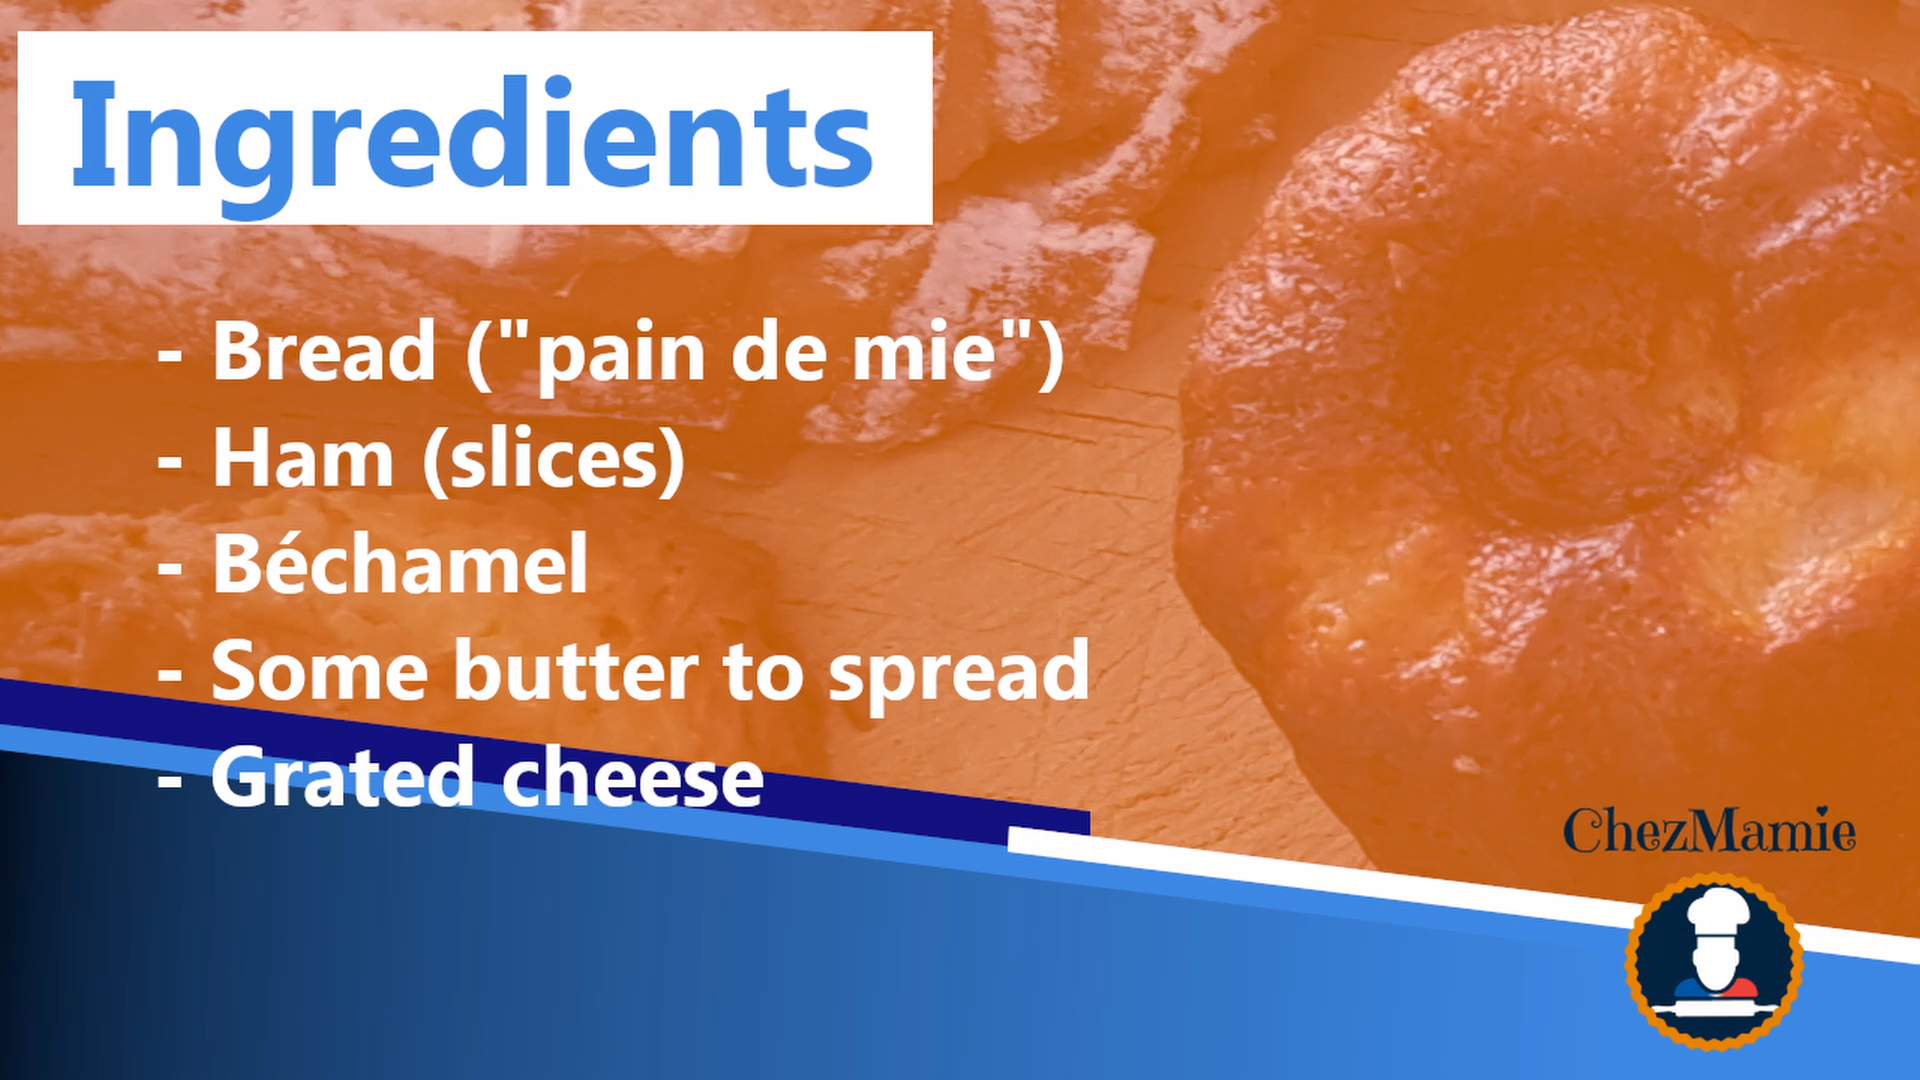 Ingredients
- Bread ("pain de mie")
- Ham (slices)
- Béchamel
- Some butter to spread
- Grated cheese
ChezMamie